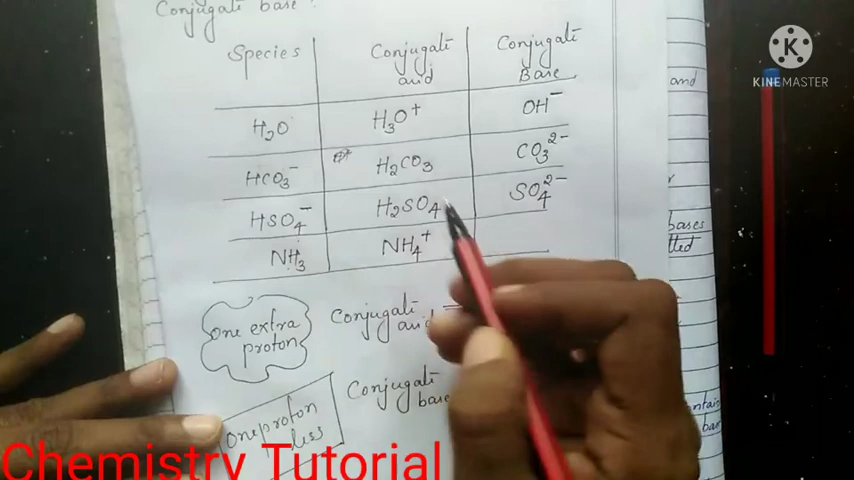 Conjugate base?
Species Conjugate acid Conjugate Base
H₂O H₃O⁺ OH⁻
HCO₃⁻ H₂CO₃ CO₃²⁻
HSO₄⁻ H₂SO₄ SO₄²⁻
NH₃ NH₄⁺
One extra proton
Conjugate acid
One proton less
Conjugate base
and
bases
Chemistry Tutorial
K
KINEMASTER